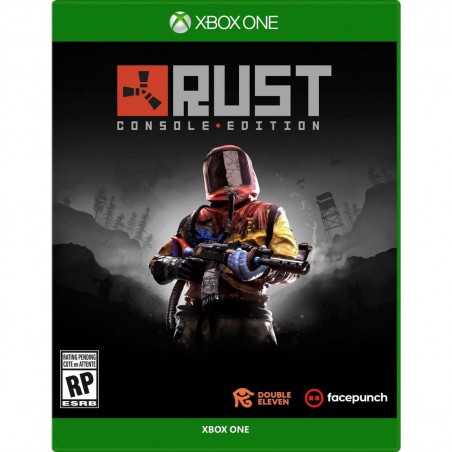 XBOX ONE
RUST
CONSOLE EDITION
RATING PENDING
COTE EN ATTENTE
RP
ESRB
DOUBLE
ELEVEN
facepunch
XBOX ONE